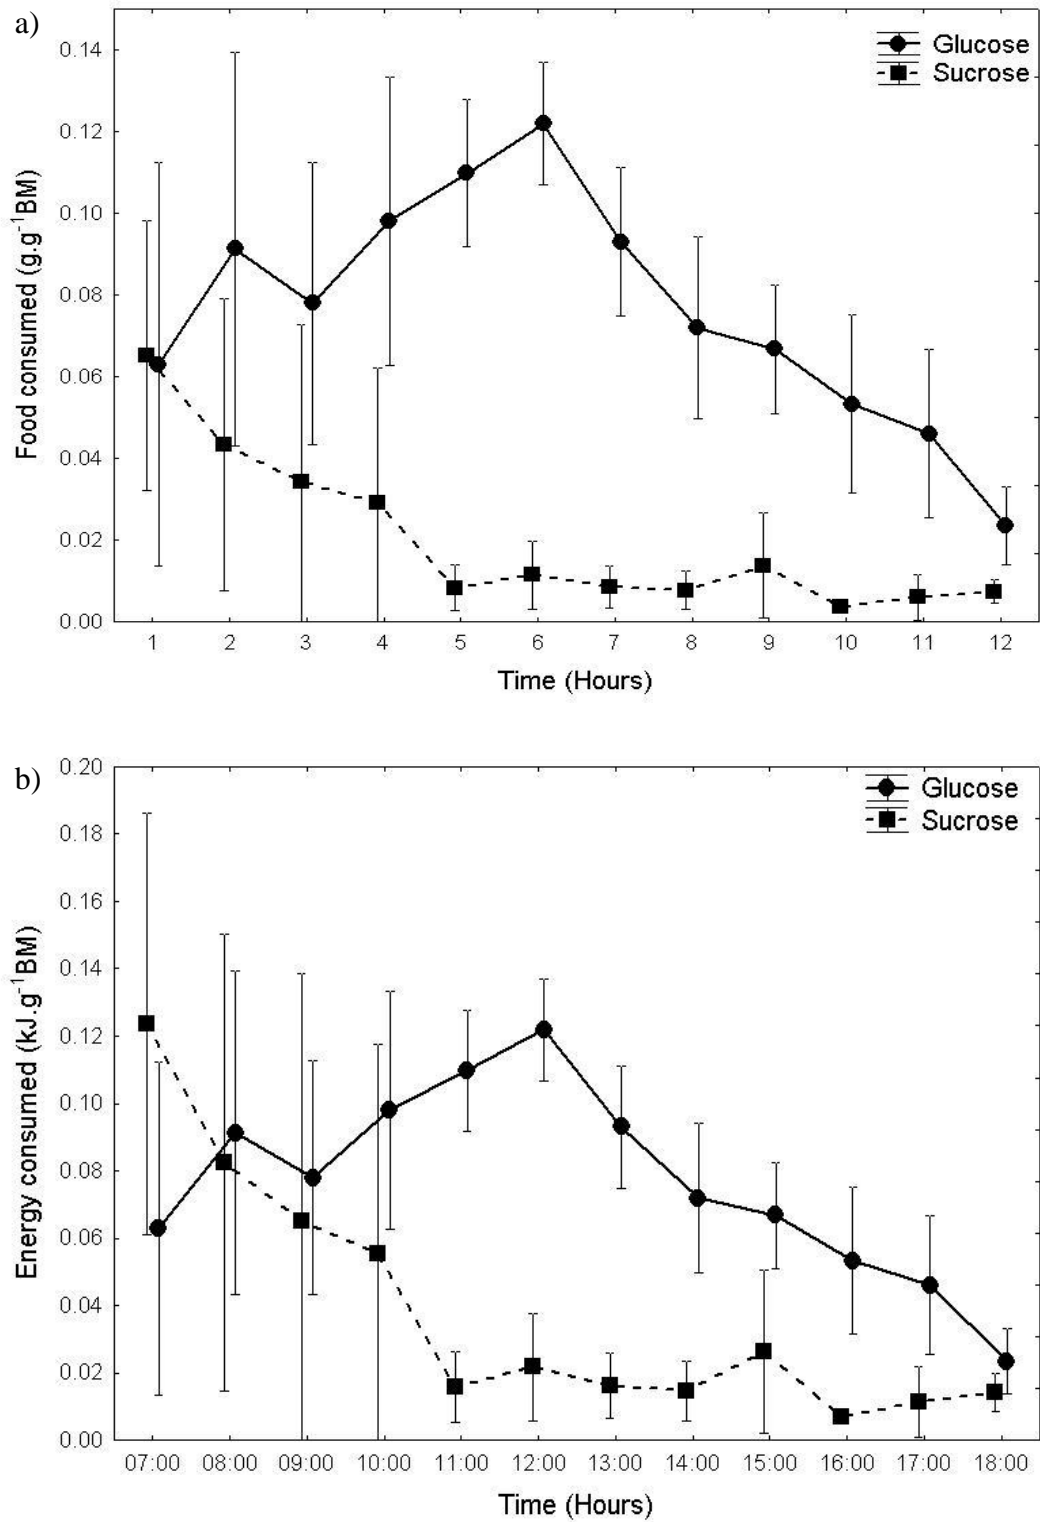 a)
Glucose
Sucrose
0.14
0.12
0.10
0.08
0.06
0.04
0.02
0.00
Food consumed (g.g⁻¹BM)
1 2 3 4 5 6 7 8 9 10 11 12
Time (Hours)
b)
Glucose
Sucrose
0.20
0.18
0.16
0.14
0.12
0.10
0.08
0.06
0.04
0.02
0.00
Energy consumed (kJ.g⁻¹BM)
07:00 08:00 09:00 10:00 11:00 12:00 13:00 14:00 15:00 16:00 17:00 18:00
Time (Hours)